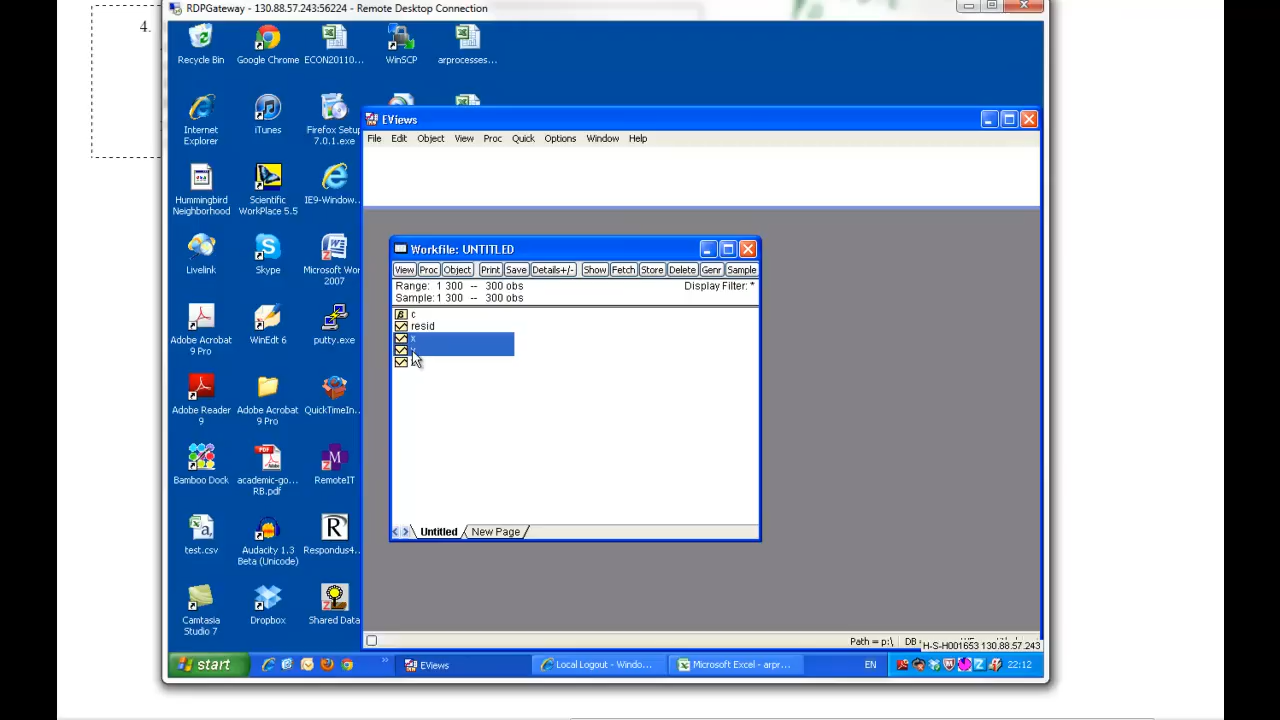 RDPGateway - 130.88.57.243:56224 - Remote Desktop Connection
4.
Recycle Bin
Google Chrome
ECON20110...
WinSCP
arprocesses...
Internet Explorer
iTunes
Firefox Setup 7.0.1.exe
Hummingbird Neighborhood
Scientific WorkPlace 5.5
IE9-Window...
Livelink
Skype
Microsoft Wor 2007
Adobe Acrobat 9 Pro
WinEdt 6
putty.exe
Adobe Reader 9
Adobe Acrobat 9 Pro
QuickTimeIn...
Bamboo Dock
academic-go... RB.pdf
RemoteIT
test.csv
Audacity 1.3 Beta (Unicode)
Respondus4...
Camtasia Studio 7
Dropbox
Shared Data
EViews
File Edit Object View Proc Quick Options Window Help
Workfile: UNTITLED
View Proc Object Print Save Details+/- Show Fetch Store Delete Genr Sample
Range: 1 300 -- 300 obs
Display Filter: *
Sample: 1 300 -- 300 obs
c
resid
x
Untitled New Page
Path = p:\ DB
H-S-H001653 130.88.57.243
start
EViews
Local Logout - Windo...
Microsoft Excel - arpr...
EN
22:12